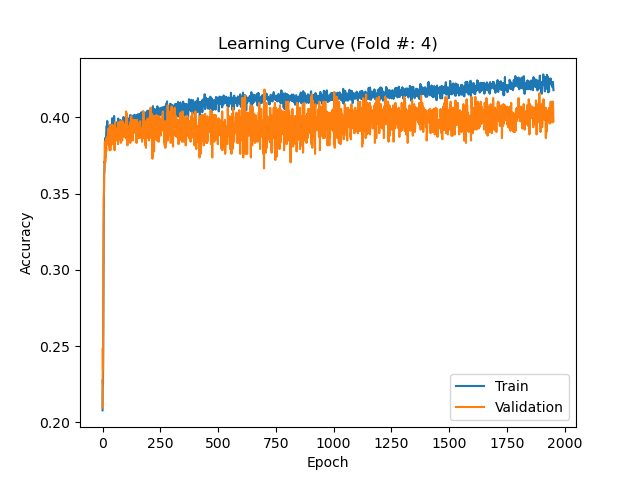 Learning Curve (Fold #: 4)
0.40
0.35
0.30
0.25
0.20
Accuracy
0 250 500 750 1000 1250 1500 1750 2000
Epoch
Train
Validation